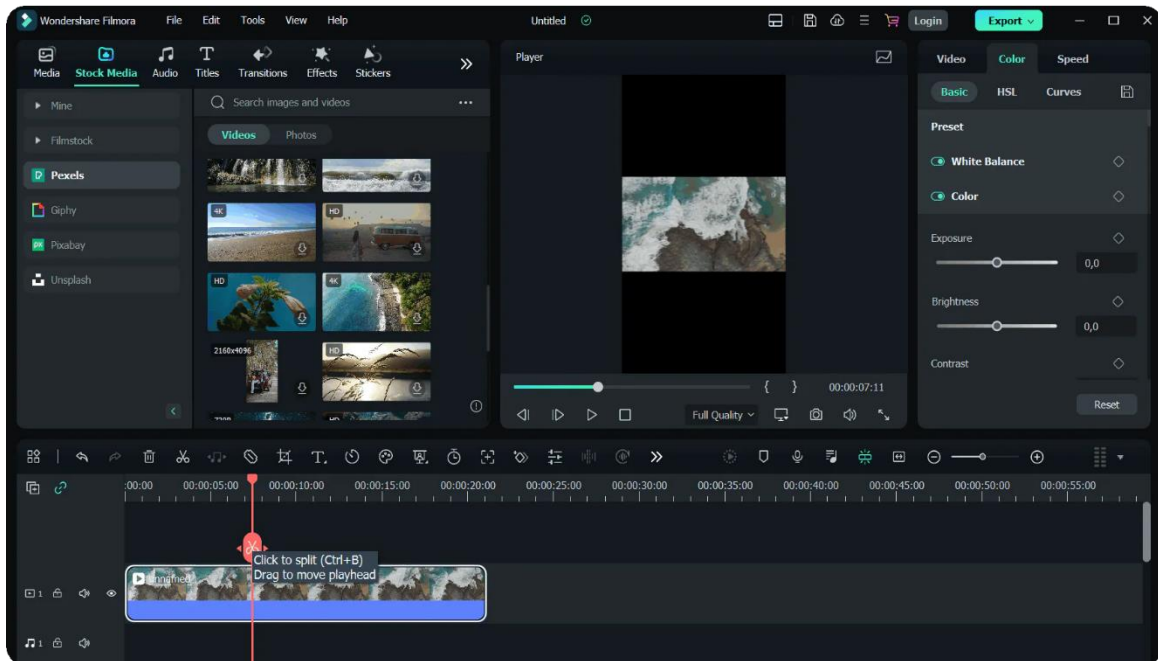 Wondershare Filmora File Edit Tools View Help Untitled Login Export
Media Stock Media Audio Titles Transitions Effects Stickers
Mine
Filmstock
Pexels
Giphy
Pixabay
Unsplash
Search images and videos
Videos Photos
4K HD
HD 4K
2160x4096 HD
Player
00:00:07:11
Full Quality
Video Color Speed
Basic HSL Curves
Preset
White Balance
Color
Exposure
0,0
Brightness
0,0
Contrast
Reset
:00:00 00:00:05:00 00:00:10:00 00:00:15:00 00:00:20:00 00:00:25:00 00:00:30:00 00:00:35:00 00:00:40:00 00:00:45:00 00:00:50:00 00:00:55:00
Click to split (Ctrl+B)
Drag to move playhead
1
1